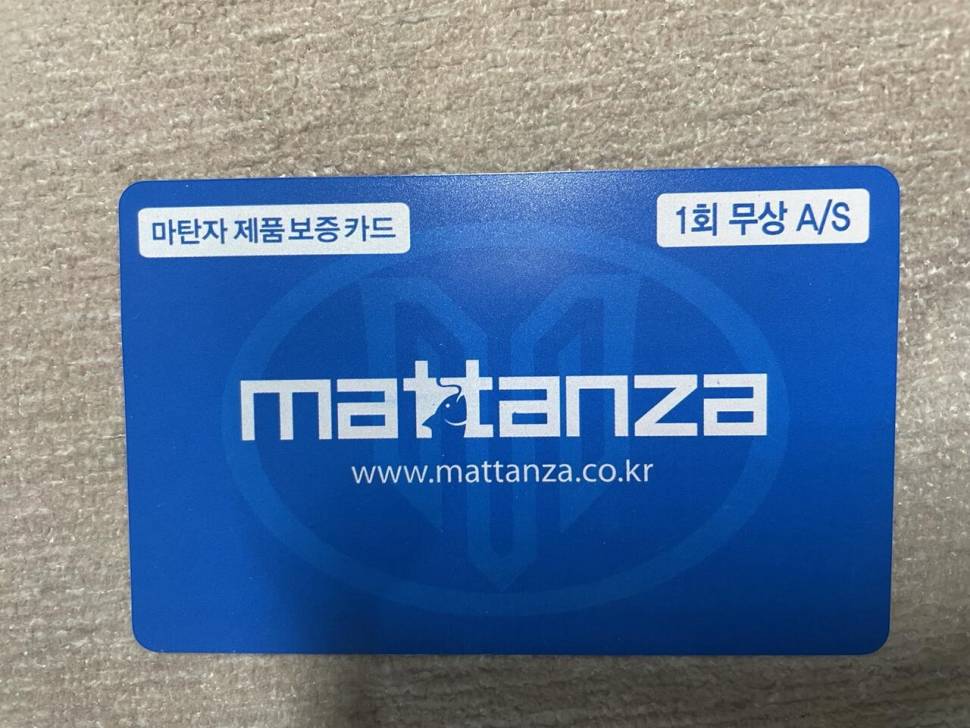 마탄자 제품보증카드
1회 무상 A/S
mattanza
www.mattanza.co.kr